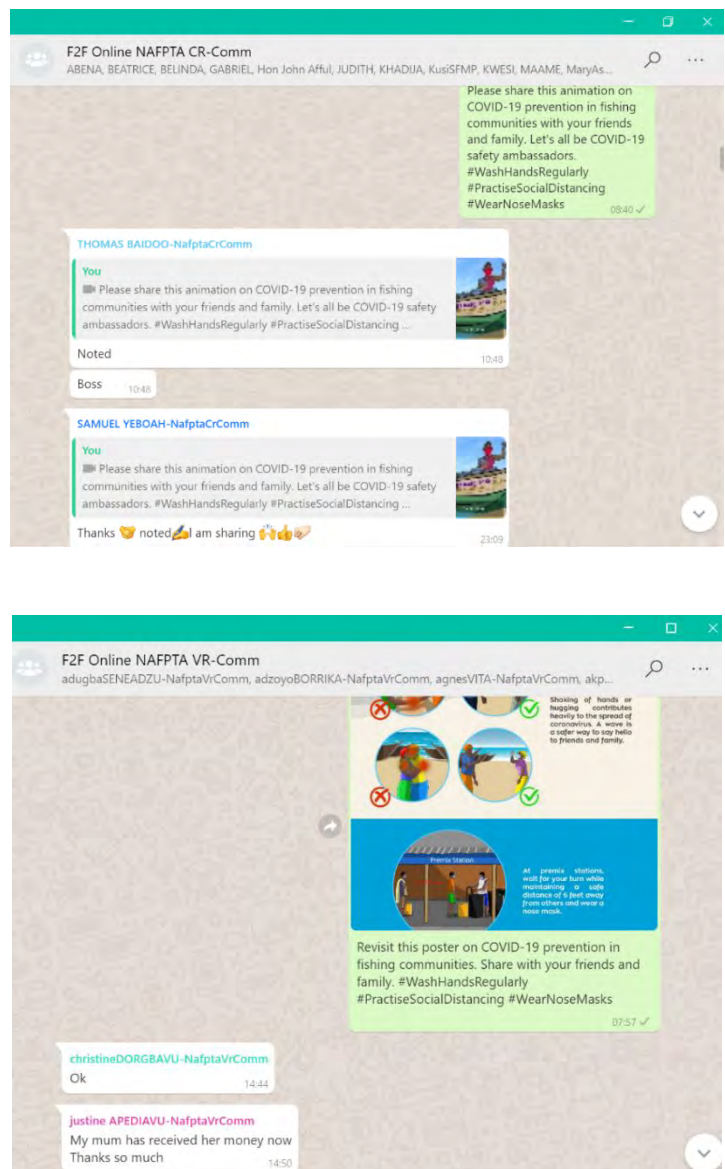 F2F Online NAFPTA CR-Comm
ABENA, BEATRICE, BELINDA, GABRIEL, Hon John Afful, JUDITH, KHADIJA, KusiSFMP, KWESI, MAAME, MaryAs...
Please share this animation on
COVID-19 prevention in fishing
communities with your friends
and family. Let's all be COVID-19
safety ambassadors.
#WashHandsRegularly
#PractiseSocialDistancing
#WearNoseMasks
08:40
THOMAS BAIDOO-NafptaCrComm
You
Please share this animation on COVID-19 prevention in fishing
communities with your friends and family. Let's all be COVID-19 safety
ambassadors. #WashHandsRegularly #PractiseSocialDistancing ...
Noted
10:48
Boss 10:48
SAMUEL YEBOAH-NafptaCrComm
You
Please share this animation on COVID-19 prevention in fishing
communities with your friends and family. Let's all be COVID-19 safety
ambassadors. #WashHandsRegularly #PractiseSocialDistancing ...
Thanks 🤝 noted✍I am sharing 🙌👍🤛
23:09
F2F Online NAFPTA VR-Comm
adugbaSENEADZU-NafptaVrComm, adzoyoBORRIKA-NafptaVrComm, agnesVITA-NafptaVrComm, akp...
Shaking of hands or
hugging contributes
heavily to the spread of
coronavirus. A wave is
a safer way to say hello
to friends and family.
Premix Station
At premix stations,
wait for your turn while
maintaining a safe
distance of 6 feet away
from others and wear a
nose mask.
Revisit this poster on COVID-19 prevention in
fishing communities. Share with your friends and
family. #WashHandsRegularly
#PractiseSocialDistancing #WearNoseMasks
07:57
christineDORGBAVU-NafptaVrComm
Ok
14:44
justine APEDIAVU-NafptaVrComm
My mum has received her money now
Thanks so much
14:50